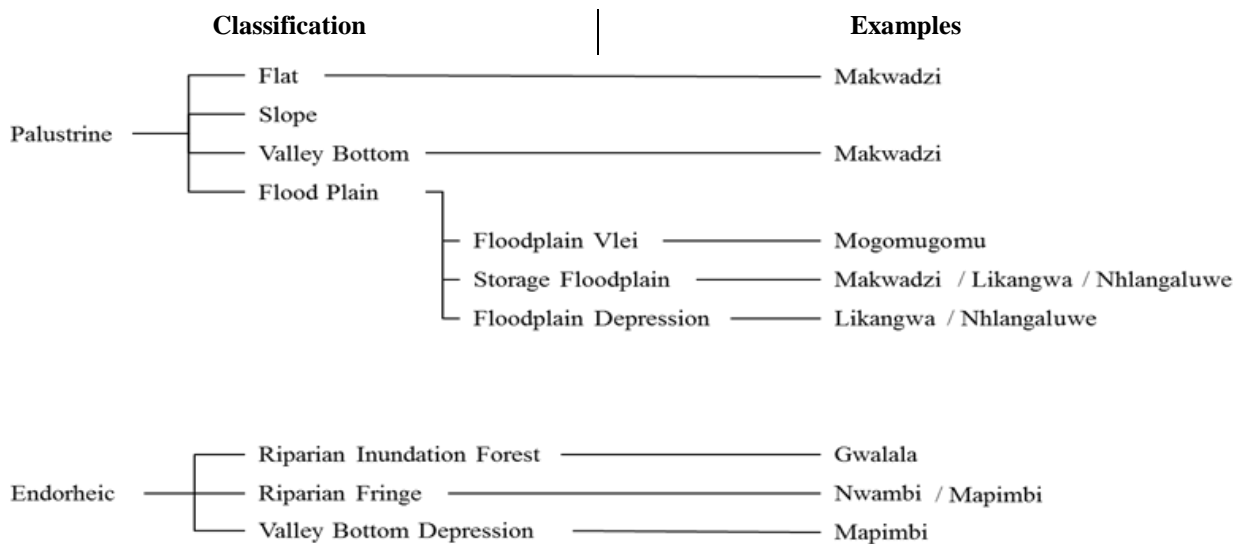 Classification Examples
Flat Makwadzi
Slope
Palustrine
Valley Bottom Makwadzi
Flood Plain
Floodplain Vlei Mogomugomu
Storage Floodplain Makwadzi / Likangwa / Nhlangaluwe
Floodplain Depression Likangwa / Nhlangaluwe
Riparian Inundation Forest Gwalala
Endorheic Riparian Fringe Nwambi / Mapimbi
Valley Bottom Depression Mapimbi